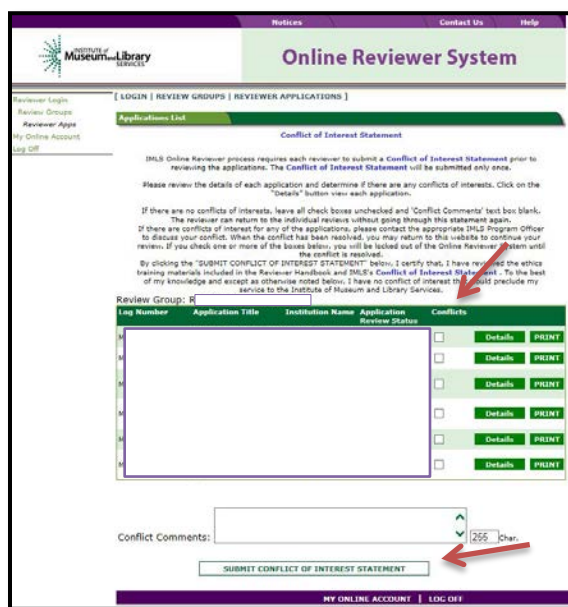 Notices Contact Us Help
INSTITUTE of
Museum and Library
SERVICES
Online Reviewer System
Reviewer Login
Review Groups
Reviewer Apps
My Online Account
Log Off
[ LOGIN | REVIEW GROUPS | REVIEWER APPLICATIONS ]
Applications List
Conflict of Interest Statement
IMLS Online Reviewer process requires each reviewer to submit a Conflict of Interest Statement prior to
reviewing the applications. The Conflict of Interest Statement will be submitted only once.
Please review the details of each application and determine if there are any conflicts of interests. Click on the
"Details" button view each application.
If there are no conflicts of interests, leave all check boxes unchecked and 'Conflict Comments' text box blank.
The reviewer can return to the individual reviews without going through this statement again.
If there are conflicts of interest for any of the applications, please contact the appropriate IMLS Program Officer
to discuss your conflict. When the conflict has been resolved, you may return to this website to continue your
review. If you check one or more of the boxes below, you will be locked out of the Online Reviewer System until
the conflict is resolved.
By clicking the "SUBMIT CONFLICT OF INTEREST STATEMENT" below, I certify that, I have reviewed the ethics
training materials included in the Reviewer Handbook and IMLS's Conflict of Interest Statement . To the best
of my knowledge and except as otherwise noted below, I have no conflict of interest that would preclude my
service to the Institute of Museum and Library Services.
Review Group: R
Log Number Application Title Institution Name Application Review Status Conflicts
M Details PRINT
M Details PRINT
M Details PRINT
M Details PRINT
M Details PRINT
M Details PRINT
Conflict Comments: 255 Char.
SUBMIT CONFLICT OF INTEREST STATEMENT
MY ONLINE ACCOUNT | LOG OFF